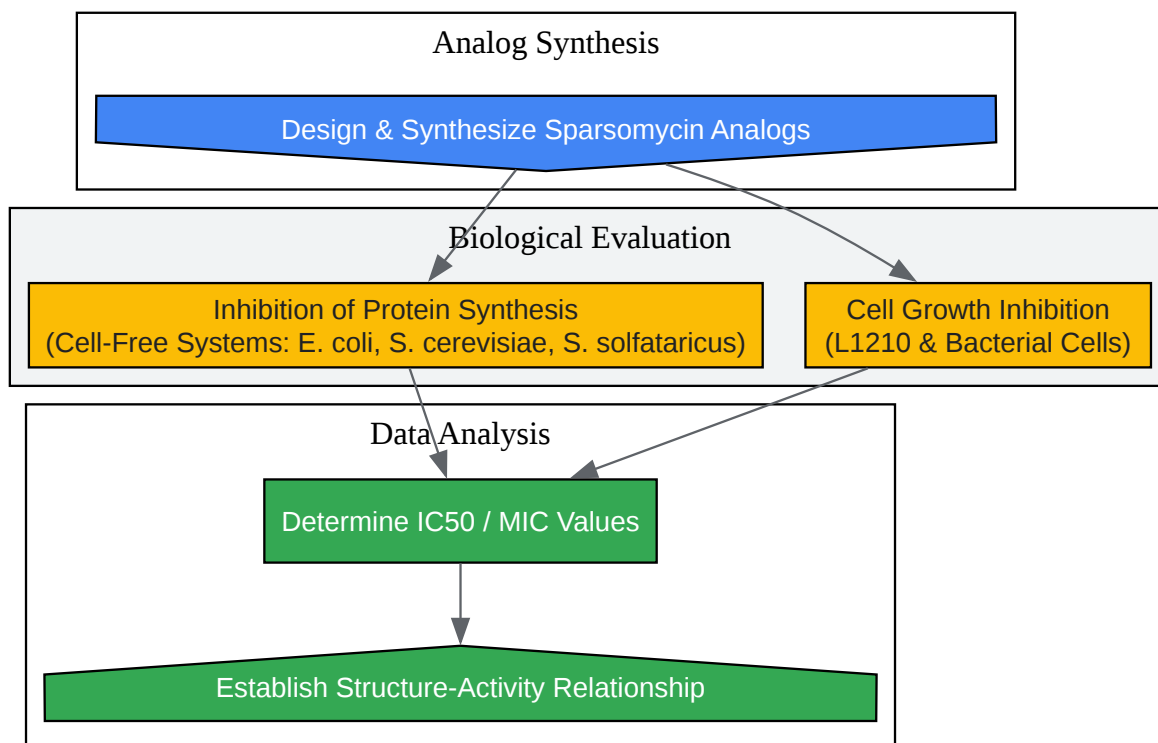 Analog Synthesis
Design & Synthesize Sparsomycin Analogs
Biological Evaluation
Inhibition of Protein Synthesis
(Cell-Free Systems: E. coli, S. cerevisiae, S. solfataricus)
Cell Growth Inhibition
(L1210 & Bacterial Cells)
Data Analysis
Determine IC50 / MIC Values
Establish Structure-Activity Relationship